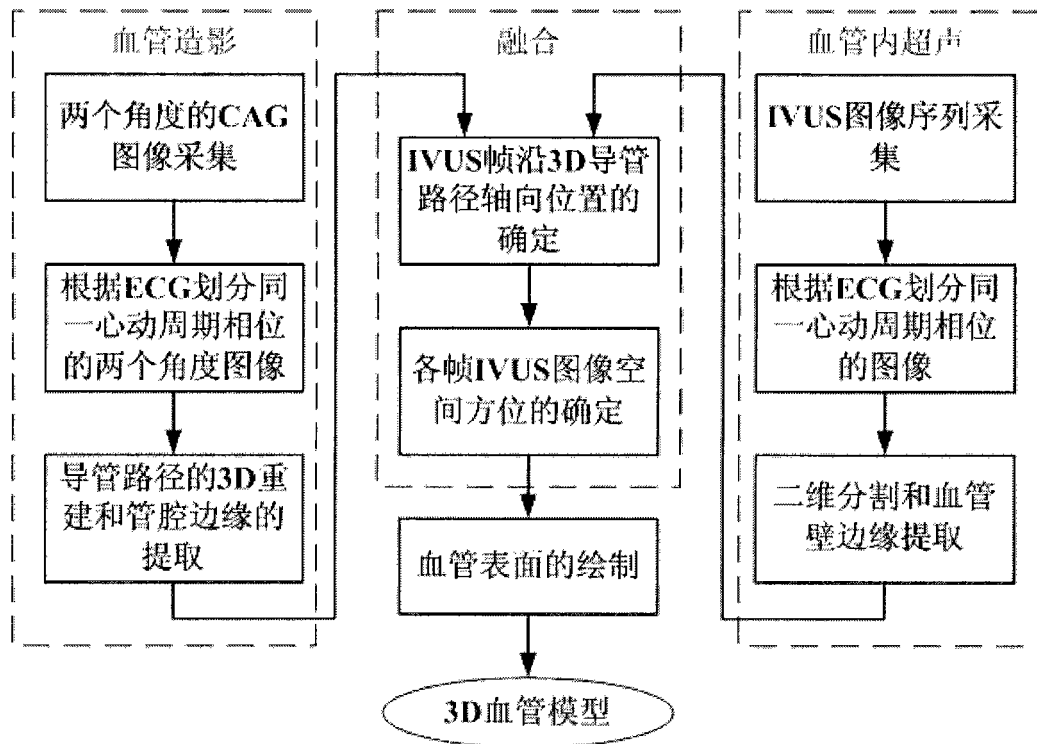 血管造影
两个角度的CAG
图像采集
根据ECG划分同
一心动周期相位
的两个角度图像
导管路径的3D重
建和管腔边缘的
提取
融合
IVUS帧沿3D导管
路径轴向位置的
确定
各帧IVUS图像空
间方位的确定
血管表面的绘制
3D血管模型
血管内超声
IVUS图像序列采
集
根据ECG划分同
一心动周期相位
的图像
二维分割和血管
壁边缘提取